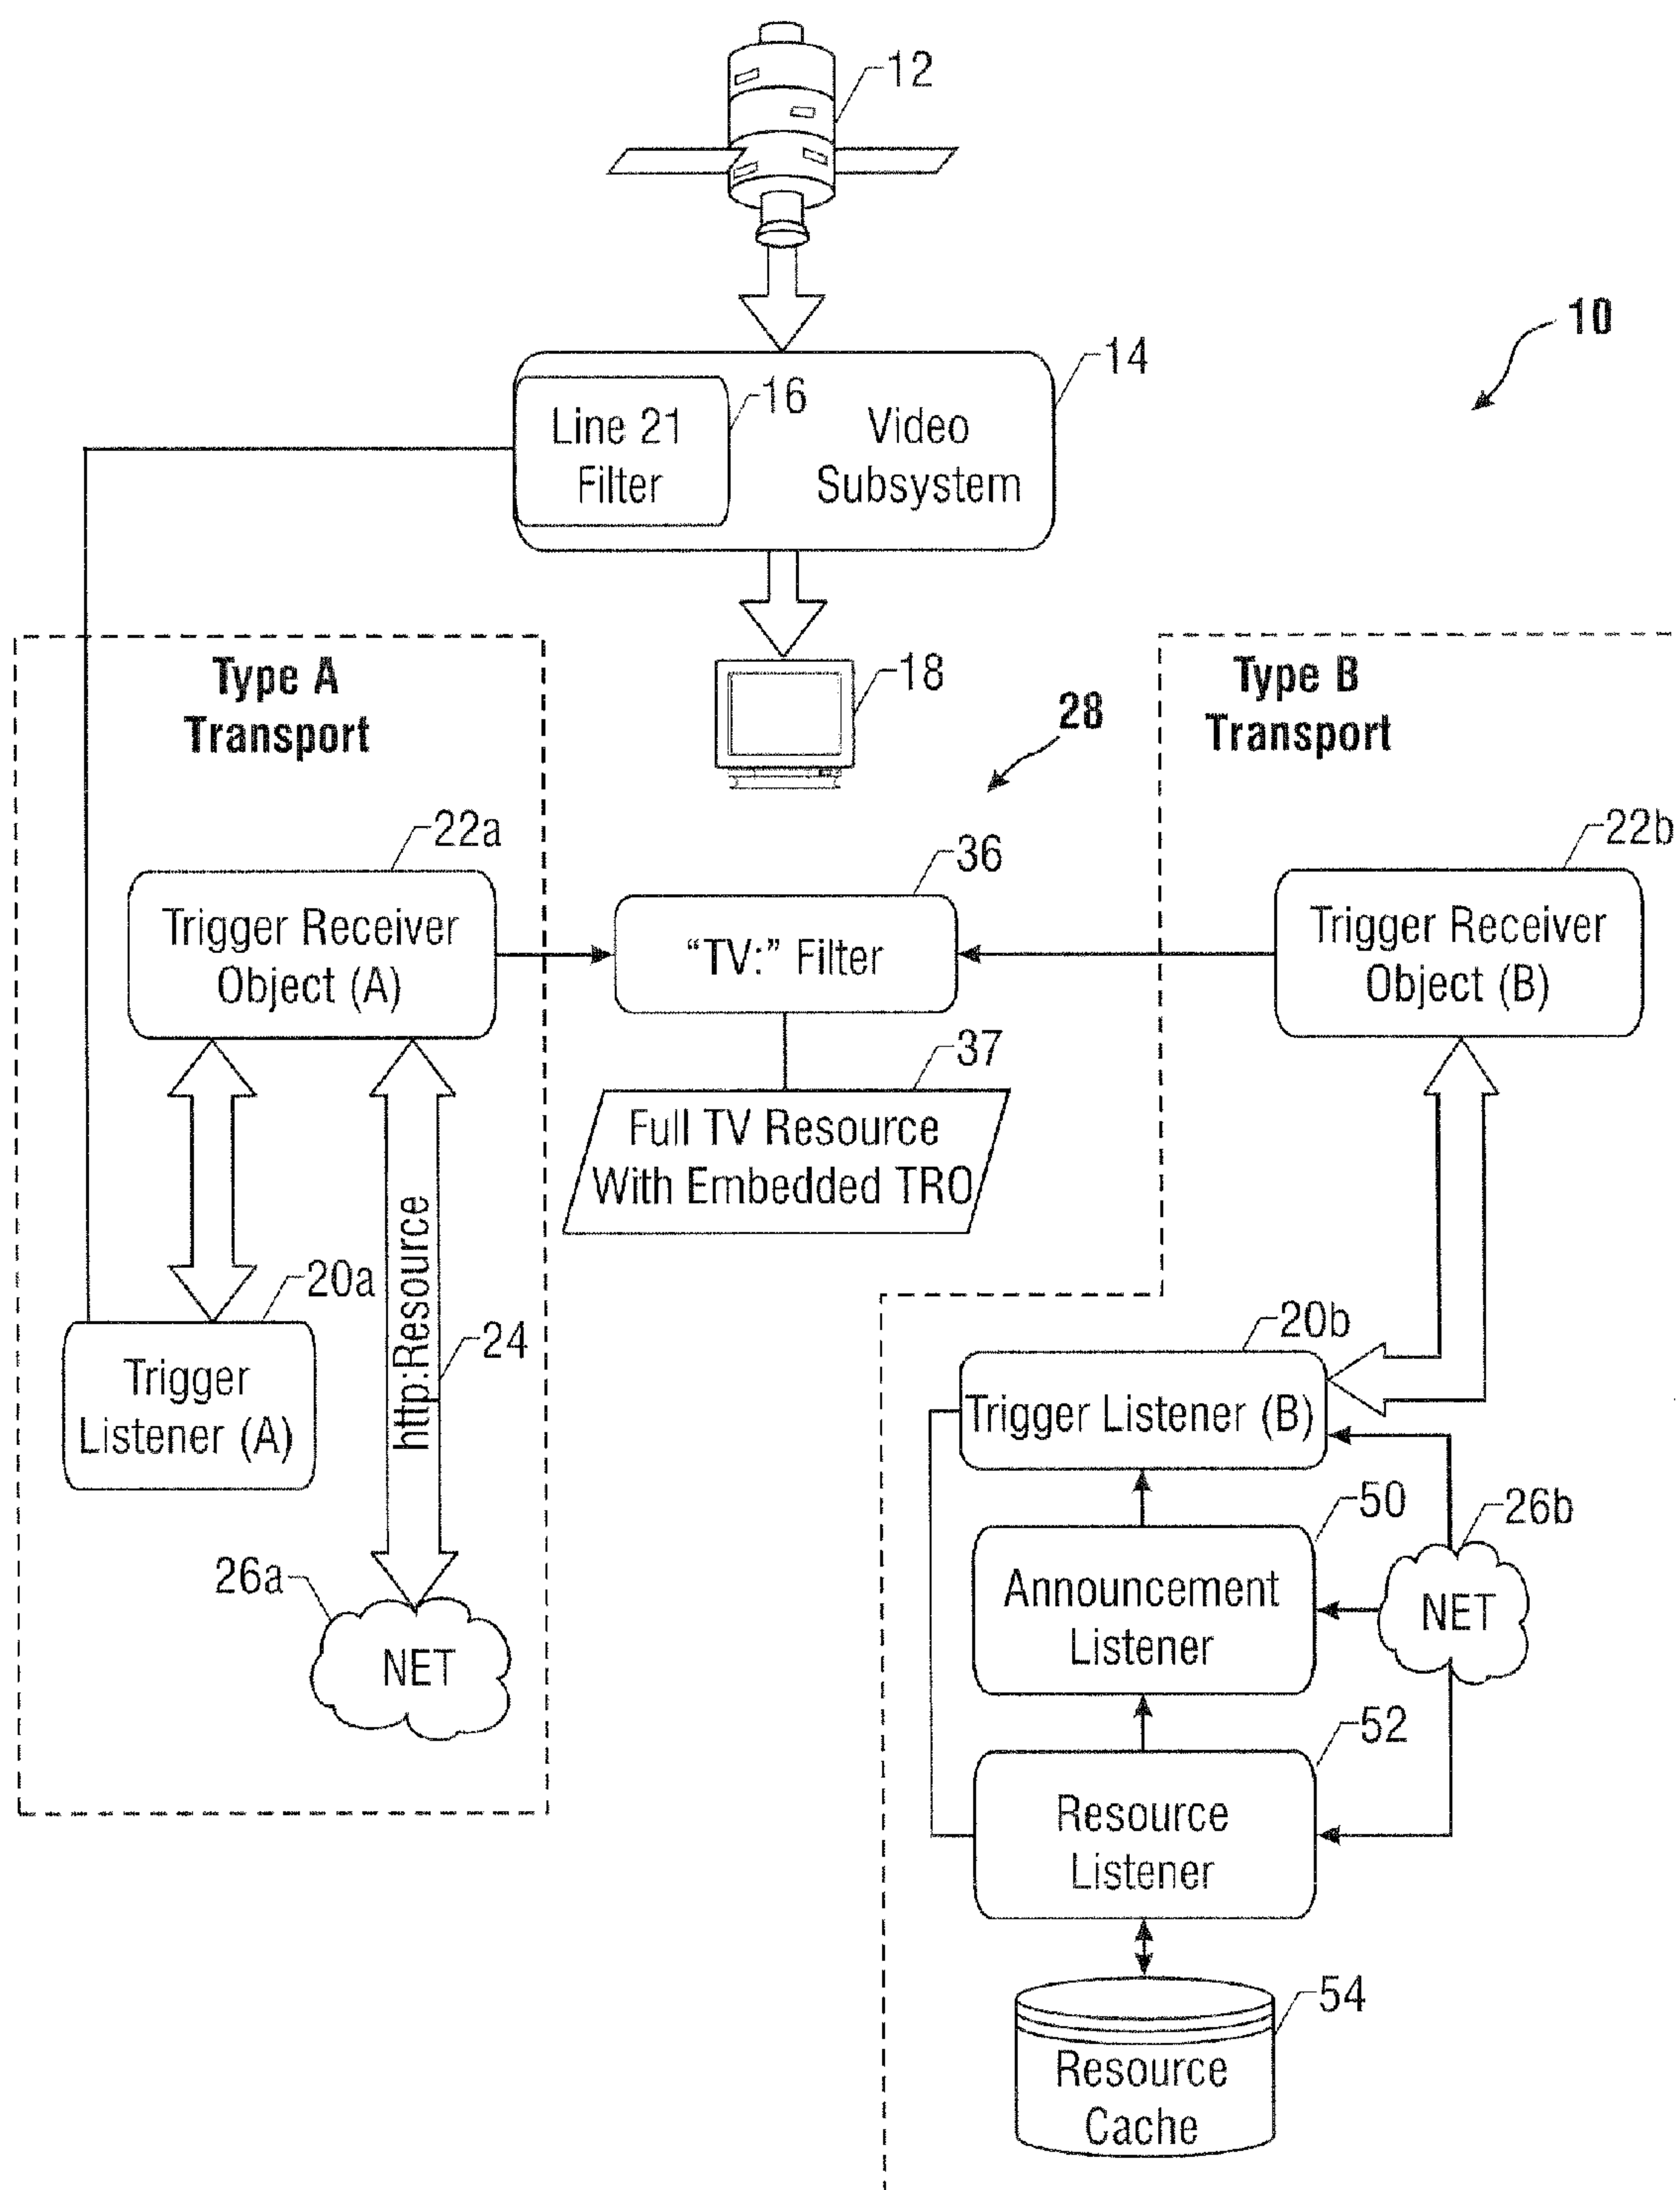 12
10
14
16
Line 21
Filter
Video
Subsystem
Type A
Transport
18
28
Type B
Transport
22a
Trigger Receiver
Object (A)
36
“TV:” Filter
22b
Trigger Receiver
Object (B)
37
Full TV Resource
With Embedded TRO
20a
Trigger
Listener (A)
http:Resource
24
26a
NET
20b
Trigger Listener (B)
50
Announcement
Listener
26b
NET
52
Resource
Listener
54
Resource
Cache